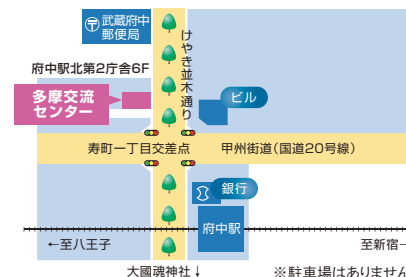 武蔵府中
郵便局
けやき並木通り
府中駅北第2庁舎6F
多摩交流
センター
ビル
寿町一丁目交差点
甲州街道(国道20号線)
銀行
府中駅
←至八王子
至新宿→
大國魂神社↓
※駐車場はありません